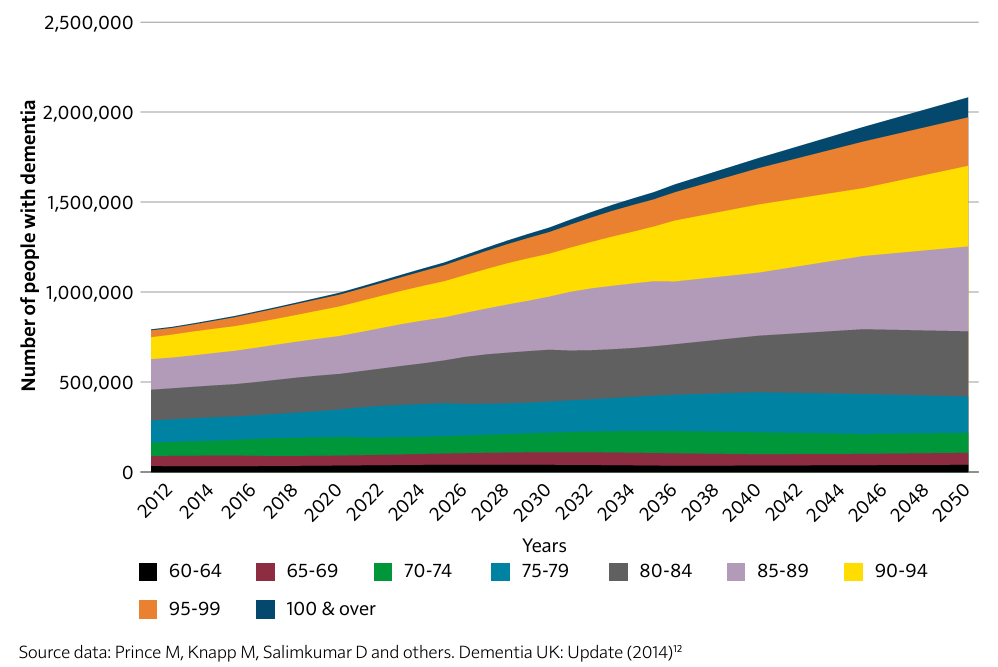 2,500,000
2,000,000
1,500,000
1,000,000
500,000
0
Number of people with dementia
2012 2014 2016 2018 2020 2022 2024 2026 2028 2030 2032 2034 2036 2038 2040 2042 2044 2046 2048 2050
Years
60-64 65-69 70-74 75-79 80-84 85-89 90-94
95-99 100 & over
Source data: Prince M, Knapp M, Salimkumar D and others. Dementia UK: Update (2014)¹²